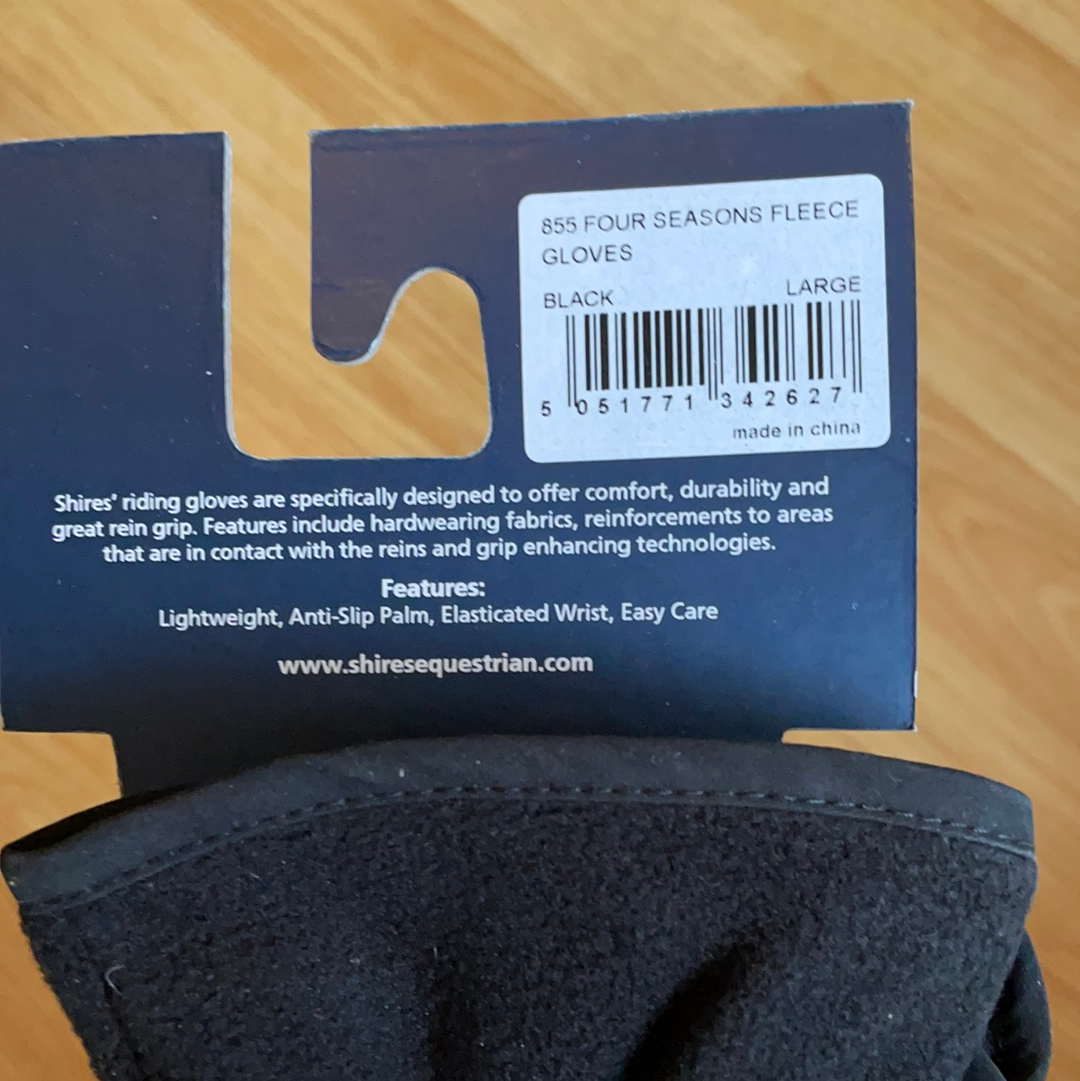 855 FOUR SEASONS FLEECE
GLOVES
BLACK LARGE
5 051771 342627
made in china
Shires' riding gloves are specifically designed to offer comfort, durability and
great rein grip. Features include hardwearing fabrics, reinforcements to areas
that are in contact with the reins and grip enhancing technologies.
Features:
Lightweight, Anti-Slip Palm, Elasticated Wrist, Easy Care
www.shiresequestrian.com